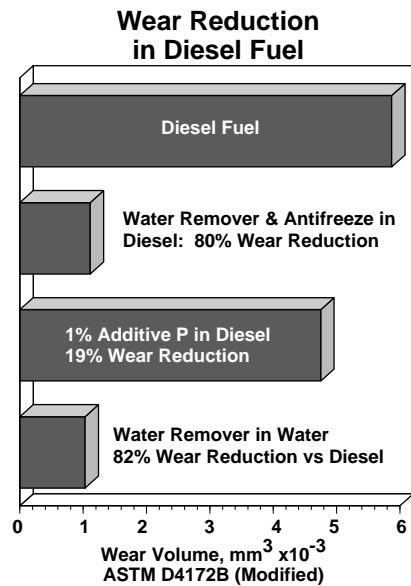 Wear Reduction
in Diesel Fuel
Diesel Fuel
Water Remover & Antifreeze in
Diesel: 80% Wear Reduction
1% Additive P in Diesel
19% Wear Reduction
Water Remover in Water
82% Wear Reduction vs Diesel
0 1 2 3 4 5 6
Wear Volume, mm³ x10⁻³
ASTM D4172B (Modified)